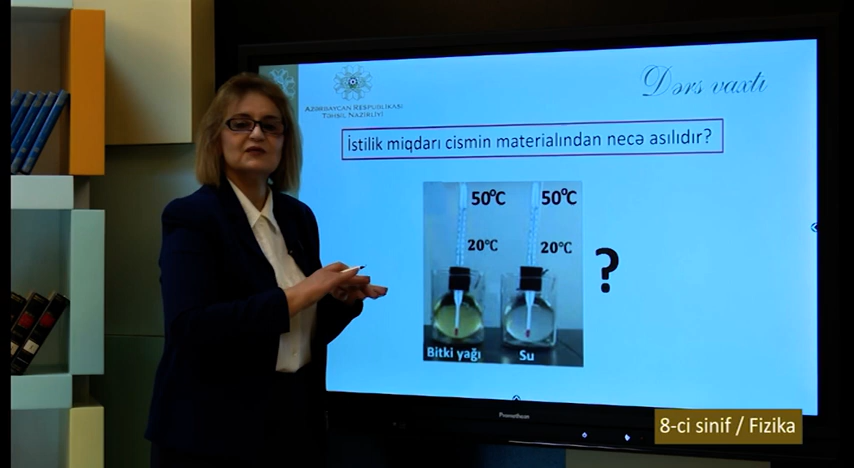 Dərs vaxtı
AZƏRBAYCAN RESPUBLİKASI
TƏHSİL NAZİRLİYİ
İstilik miqdarı cismin materialından necə asılıdır?
50°C
50°C
20°C
20°C
?
Bitki yağı
Su
Promethean
8-ci sinif / Fizika